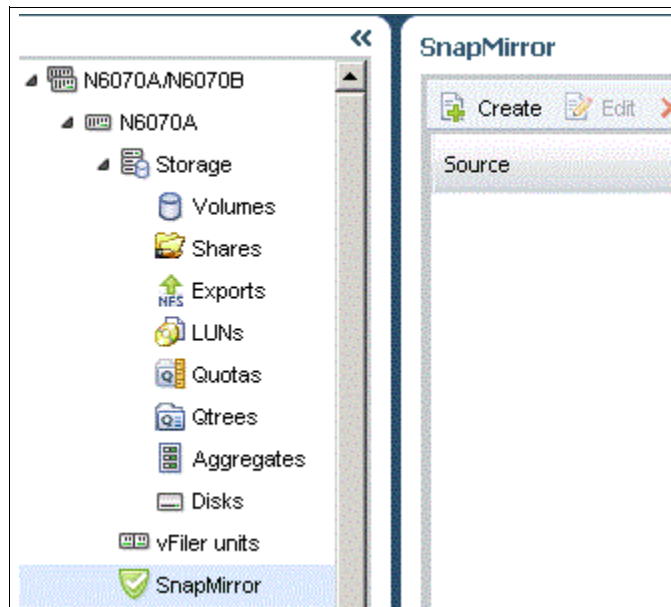 N6070A/N6070B
N6070A
Storage
Volumes
Shares
NFS Exports
LUNs
Quotas
Qtrees
Aggregates
Disks
vFiler units
SnapMirror
SnapMirror
Create Edit
Source